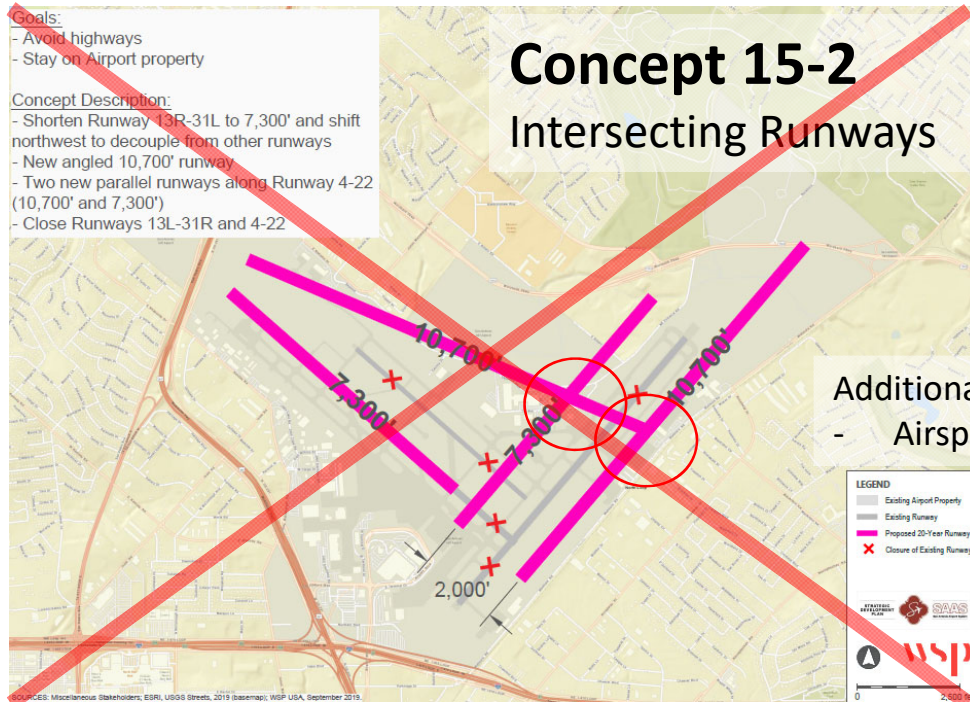 Goals:
- Avoid highways
- Stay on Airport property
Concept Description:
- Shorten Runway 13R-31L to 7,300' and shift
northwest to decouple from other runways
- New angled 10,700' runway
- Two new parallel runways along Runway 4-22
(10,700' and 7,300')
- Close Runways 13L-31R and 4-22
Concept 15-2
Intersecting Runways
10,700'
7,300'
7,300'
10,700'
2,000'
Additiona
- Airsp
LEGEND
Existing Airport Property
Existing Runway
Proposed 20-Year Runway
Closure of Existing Runway
STRATEGIC
DEVELOPMENT
PLAN
SAAS
wsp
0 2,600 fe
SOURCES: Miscellaneous Stakeholders; ESRI, USGS Streets, 2019 (basemap); WSP USA, September 2019.